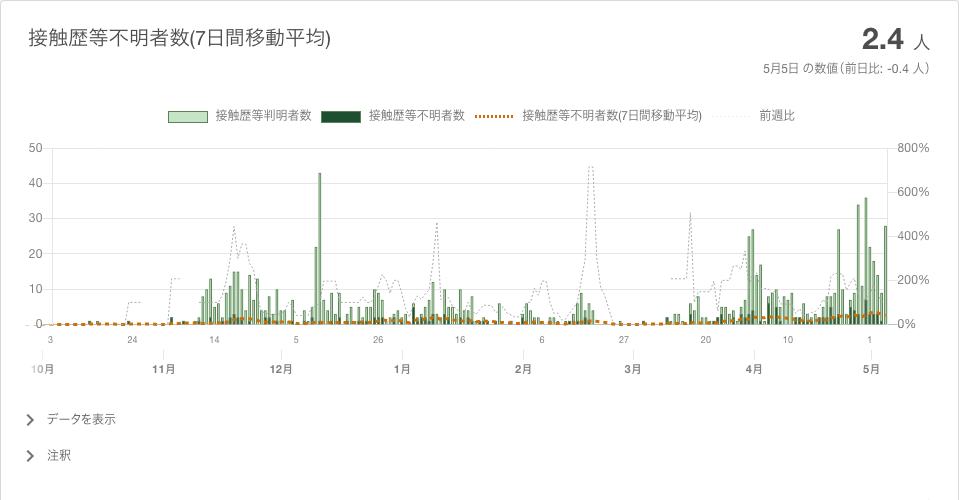 接触歴等不明者数(7日間移動平均)
2.4 人
5月5日 の数値（前日比: -0.4 人）
接触歴等判明者数 接触歴等不明者数 接触歴等不明者数(7日間移動平均) 前週比
50 800%
40 600%
30 400%
20 200%
10 0%
0
3 24 14 5 26 16 6 27 20 10 1
10月 11月 12月 1月 2月 3月 4月 5月
データを表示
注釈